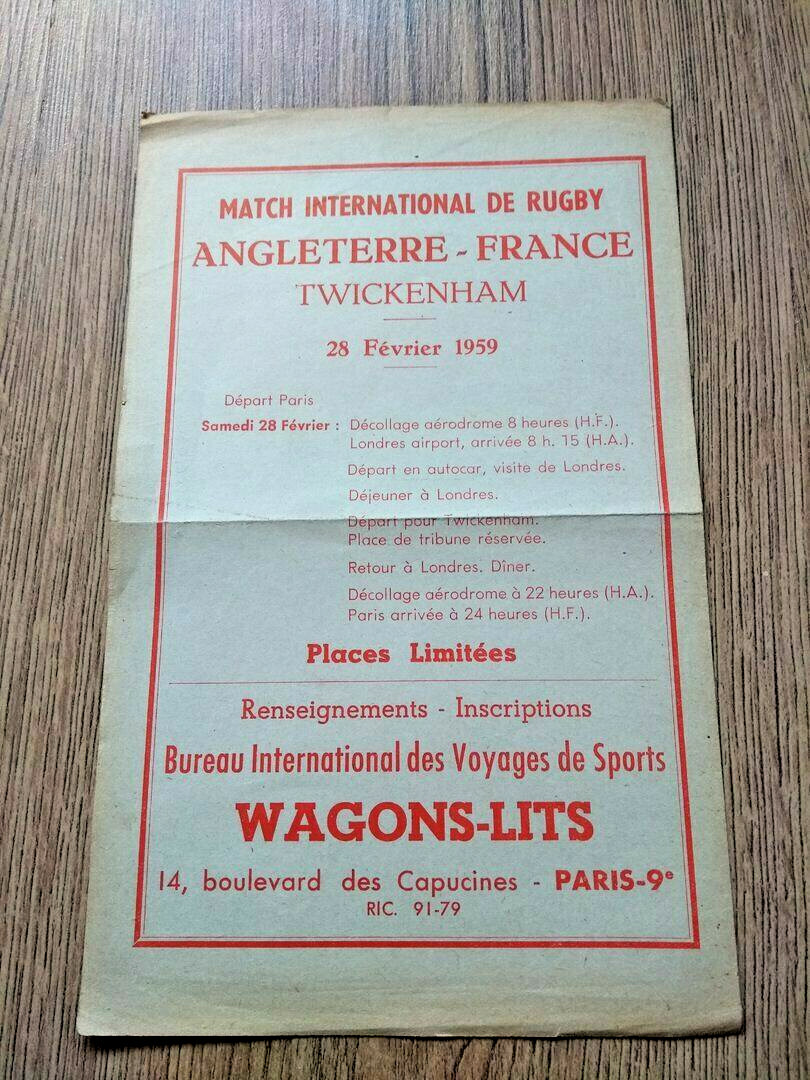 MATCH INTERNATIONAL DE RUGBY
ANGLETERRE - FRANCE
TWICKENHAM
28 Février 1959
Départ Paris
Samedi 28 Février : Décollage aérodrome 8 heures (H.F.).
Londres airport, arrivée 8 h. 15 (H.A.).
Départ en autocar, visite de Londres.
Déjeuner à Londres.
Départ pour Twickenham.
Place de tribune réservée.
Retour à Londres. Dîner.
Décollage aérodrome à 22 heures (H.A.).
Paris arrivée à 24 heures (H.F.).
Places Limitées
Renseignements - Inscriptions
Bureau International des Voyages de Sports
WAGONS-LITS
14, boulevard des Capucines - PARIS-9e
RIC. 91-79